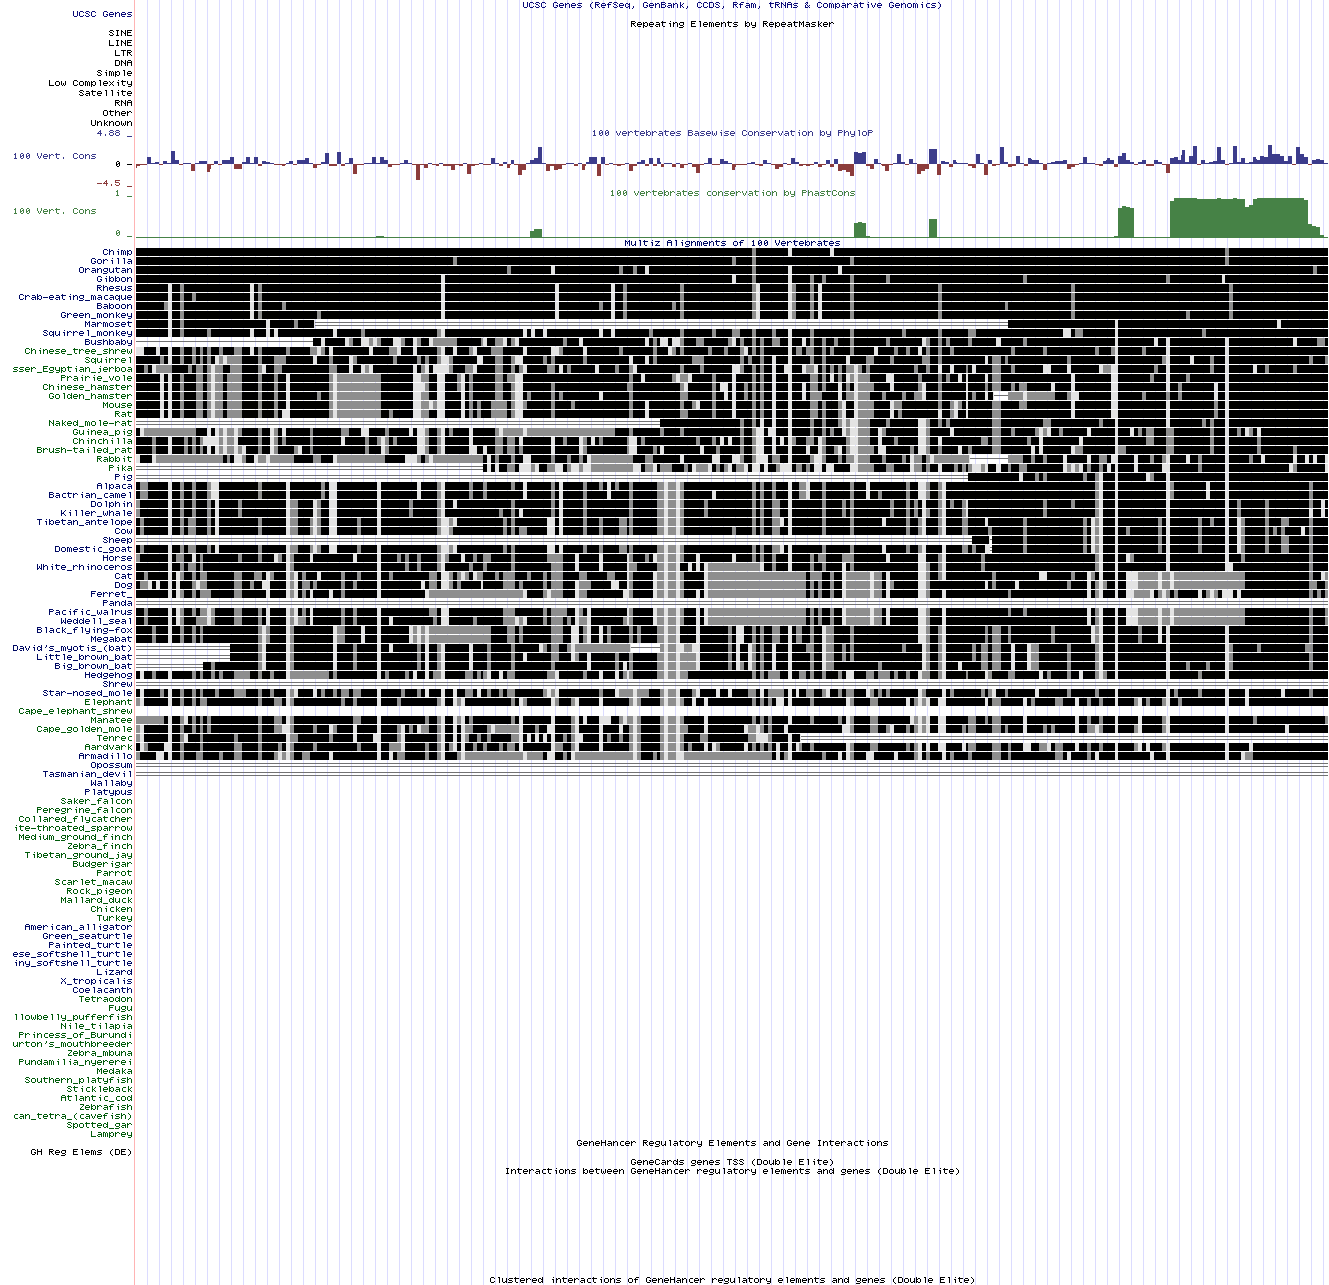 UCSC Genes (RefSeq, GenBank, CCDS, Rfam, tRNAs & Comparative Genomics)
UCSC Genes
Repeating Elements by RepeatMasker
SINE
LINE
LTR
DNA
Simple
Low Complexity
Satellite
RNA
Other
Unknown
100 vertebrates Basewise Conservation by PhyloP
4.88 _
100 Vert. Cons
0 _
-4.5 _
100 vertebrates conservation by PhastCons
1 _
100 Vert. Cons
0 _
Multiz Alignments of 100 Vertebrates
Chimp
Gorilla
Orangutan
Gibbon
Rhesus
Crab-eating_macaque
Baboon
Green_monkey
Marmoset
Squirrel_monkey
Bushbaby
Chinese_tree_shrew
Squirrel
sser_Egyptian_jerboa
Prairie_vole
Chinese_hamster
Golden_hamster
Mouse
Rat
Naked_mole-rat
Guinea_pig
Chinchilla
Brush-tailed_rat
Rabbit
Pika
Pig
Alpaca
Bactrian_camel
Dolphin
Killer_whale
Tibetan_antelope
Cow
Sheep
Domestic_goat
Horse
White_rhinoceros
Cat
Dog
Ferret_
Panda
Pacific_walrus
Weddell_seal
Black_flying-fox
Megabat
David's_myotis_(bat)
Little_brown_bat
Big_brown_bat
Hedgehog
Shrew
Star-nosed_mole
Elephant
Cape_elephant_shrew
Manatee
Cape_golden_mole
Tenrec
Aardvark
Armadillo
Opossum
Tasmanian_devil
Wallaby
Platypus
Saker_falcon
Peregrine_falcon
Collared_flycatcher
ite-throated_sparrow
Medium_ground_finch
Zebra_finch
Tibetan_ground_jay
Budgerigar
Parrot
Scarlet_macaw
Rock_pigeon
Mallard_duck
Chicken
Turkey
American_alligator
Green_seaturtle
Painted_turtle
ese_softshell_turtle
iny_softshell_turtle
Lizard
X_tropicalis
Coelacanth
Tetraodon
Fugu
llowbelly_pufferfish
Nile_tilapia
Princess_of_Burundi
urton's_mouthbreeder
Zebra_mbuna
Pundamilia_nyererei
Medaka
Southern_platyfish
Stickleback
Atlantic_cod
Zebrafish
can_tetra_(cavefish)
Spotted_gar
Lamprey
GeneHancer Regulatory Elements and Gene Interactions
GH Reg Elems (DE)
GeneCards genes TSS (Double Elite)
Interactions between GeneHancer regulatory elements and genes (Double Elite)
Clustered interactions of GeneHancer regulatory elements and genes (Double Elite)